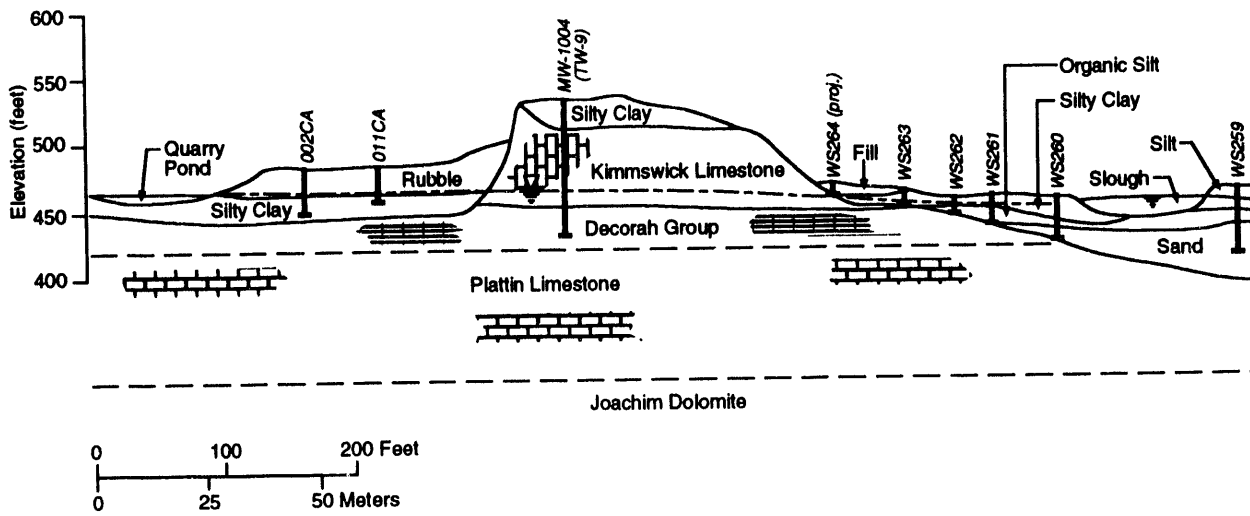 600
550
500
450
400
Elevation (feet)
Quarry
Pond
002CA
011CA
Rubble
Silty Clay
MW-1004
(TW-9)
Silty Clay
Kimmswick Limestone
Decorah Group
Plattin Limestone
Joachim Dolomite
WS264 (proj.)
Fill
WS263
WS262
WS261
WS260
Organic Silt
Silty Clay
Silt
Slough
WS259
Sand
0 100 200 Feet
0 25 50 Meters